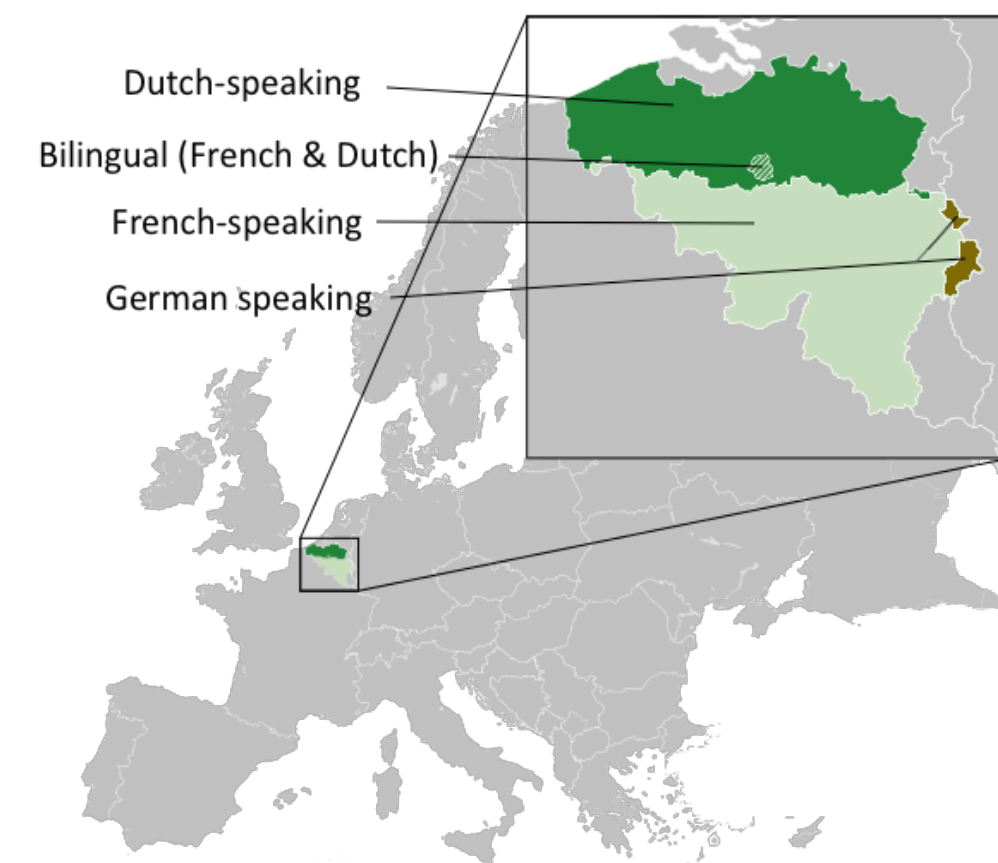 Dutch-speaking
Bilingual (French & Dutch)
French-speaking
German speaking